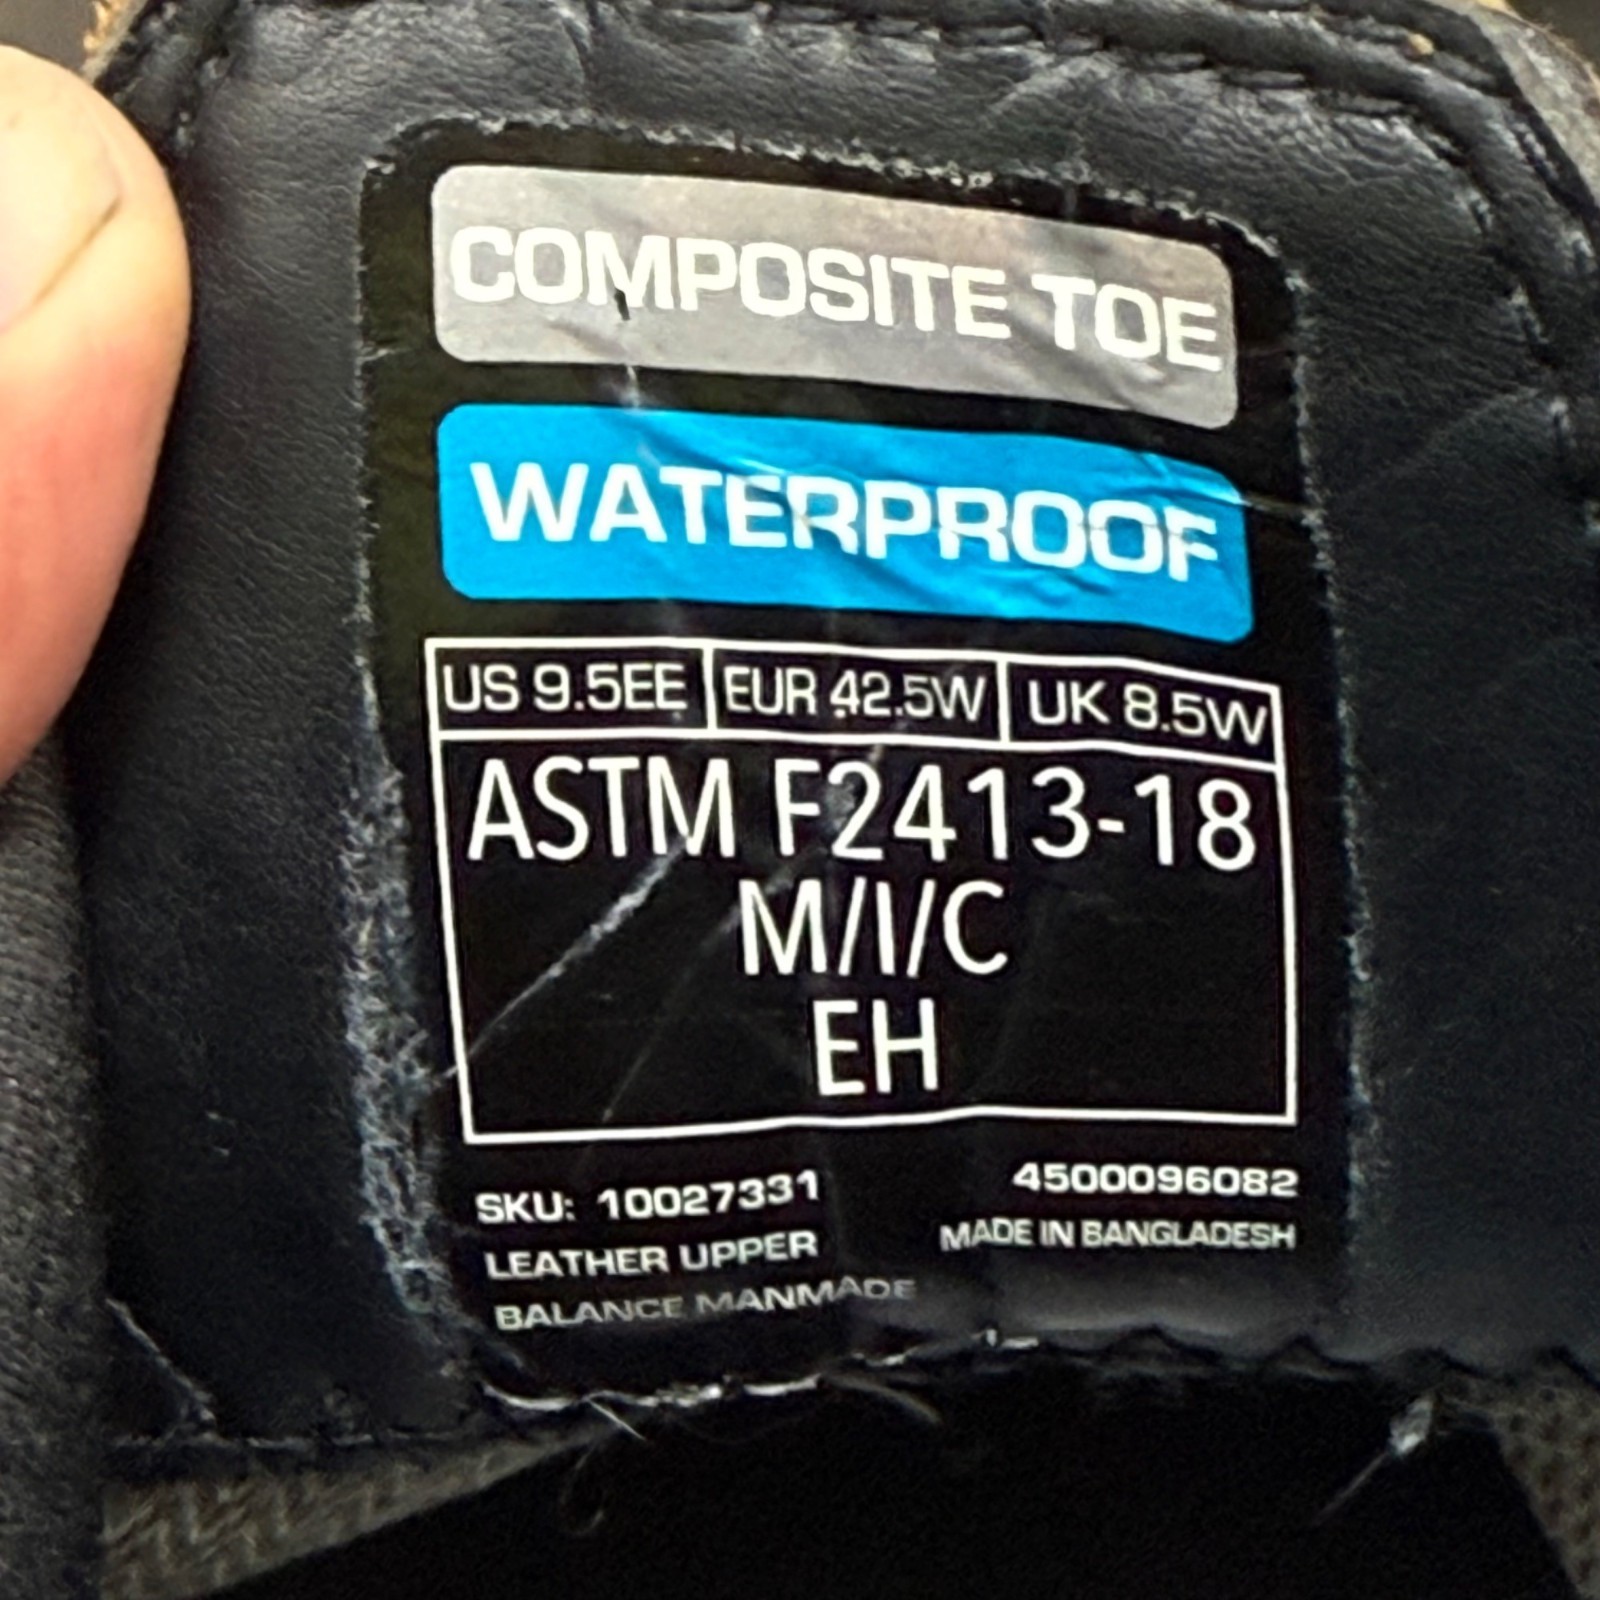 COMPOSITE TOE
WATERPROOF
US 9.5EE EUR 42.5W UK 8.5W
ASTM F2413-18
M/I/C
EH
SKU: 10027331 4500096082
LEATHER UPPER MADE IN BANGLADESH
BALANCE MANMADE